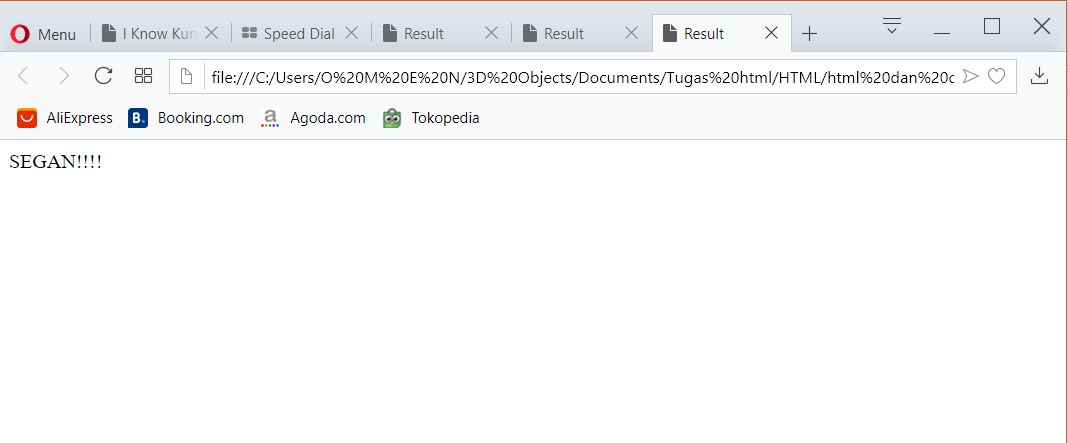 Menu I Know Kun Speed Dial Result Result Result
file:///C:/Users/O%20M%20E%20N/3D%20Objects/Documents/Tugas%20html/HTML/html%20dan%20c
AliExpress B. Booking.com a Agoda.com Tokopedia
SEGAN!!!!